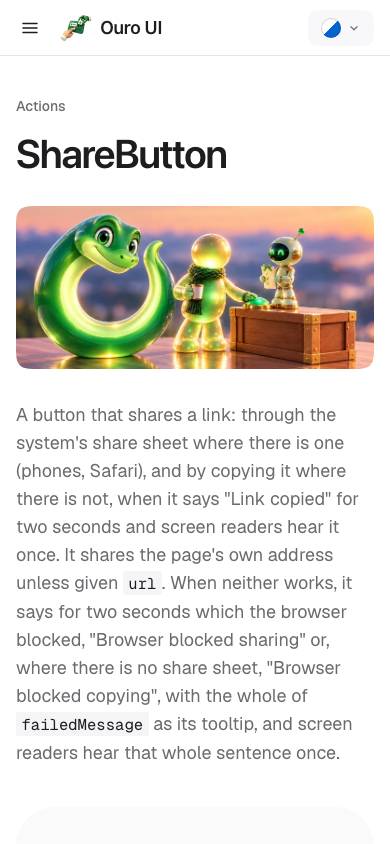 Ouro UI
Actions
ShareButton
A button that shares a link: through the
system's share sheet where there is one
(phones, Safari), and by copying it where
there is not, when it says "Link copied" for
two seconds and screen readers hear it
once. It shares the page's own address
unless given url. When neither works, it
says for two seconds which the browser
blocked, "Browser blocked sharing" or,
where there is no share sheet, "Browser
blocked copying", with the whole of
failedMessage as its tooltip, and screen
readers hear that whole sentence once.